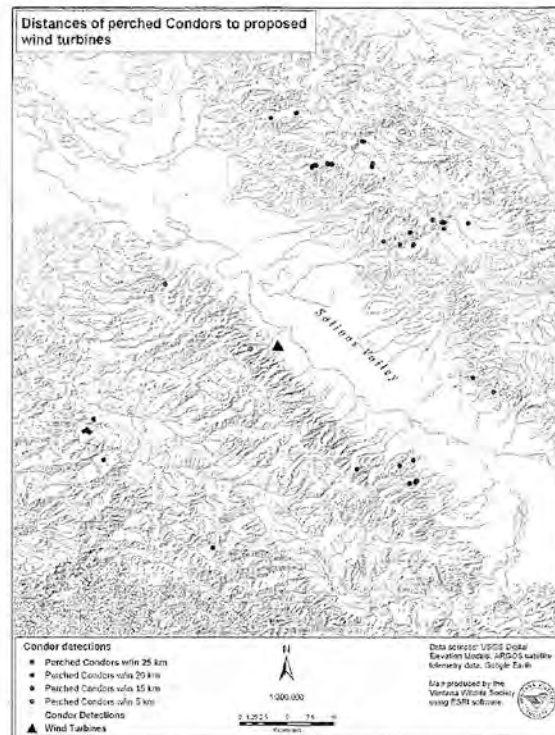 Distances of perched Condors to proposed
wind turbines
Salinas Valley
Condor detections
Perched Condors w/in 25 km
Perched Condors w/in 20 km
Perched Condors w/in 15 km
Perched Condors w/in 5 km
Condor Detections
Wind Turbines
N
Data sources: USGS Digital
Elevation Models, ARGOS satellite
telemetry data, Google Earth
Map produced by the
Ventana Wildlife Society
using ESRI software.